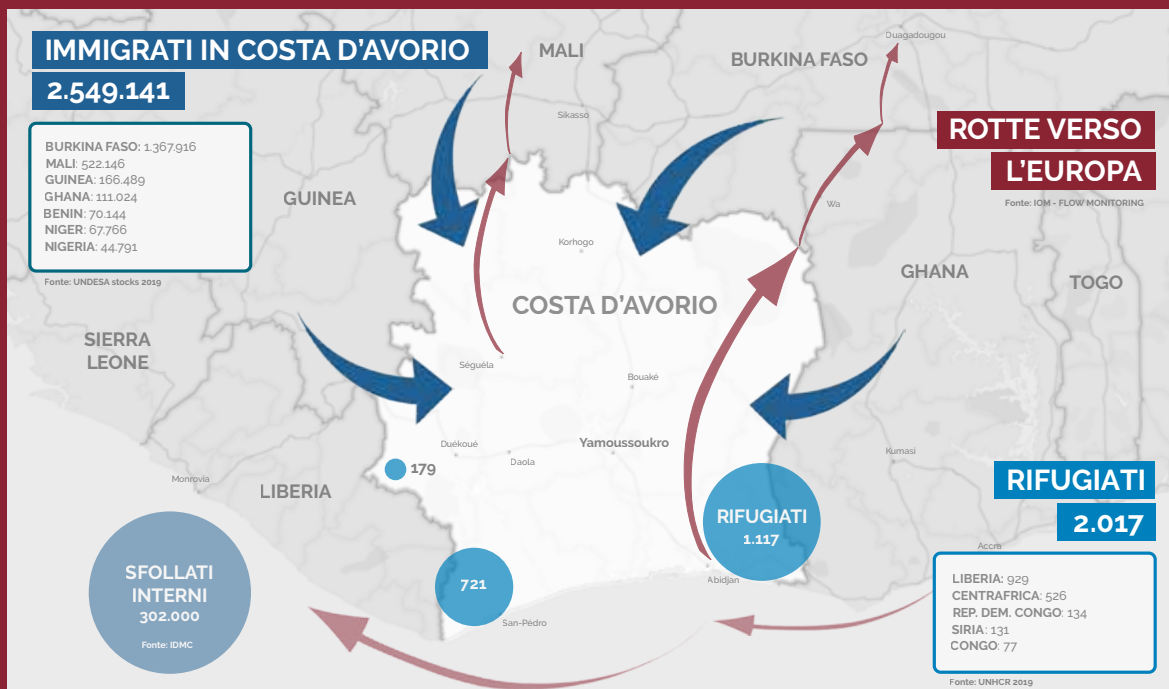 IMMIGRATI IN COSTA D'AVORIO
2.549.141
BURKINA FASO: 1.367.916
MALI: 522.146
GUINEA: 166.489
GHANA: 111.024
BENIN: 70.144
NIGER: 67.766
NIGERIA: 44.791
Fonte: UNDESA stocks 2019
MALI
BURKINA FASO
Ouagadougou
Sikasso
ROTTE VERSO
L'EUROPA
Fonte: IOM - FLOW MONITORING
GUINEA
Wa
Korhogo
GHANA
TOGO
COSTA D'AVORIO
SIERRA
LEONE
Séguéla
Bouaké
Duékoué
Daola
Yamoussoukro
Kumasi
179
Monrovia
LIBERIA
RIFUGIATI
2.017
RIFUGIATI
1.117
Accra
Abidjan
721
San-Pédro
SFOLLATI
INTERNI
302.000
Fonte: IDMC
LIBERIA: 929
CENTRAFRICA: 526
REP. DEM. CONGO: 134
SIRIA: 131
CONGO: 77
Fonte: UNHCR 2019